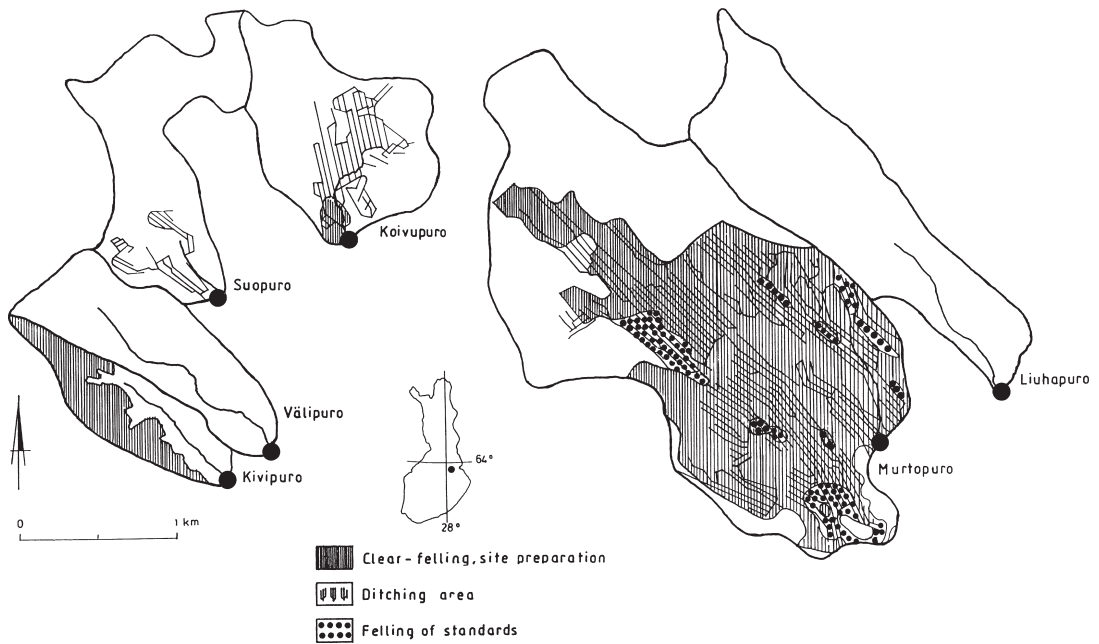 Koivupuro
Suopuro
Välipuro
Kivipuro
Liuhapuro
Murtopuro
64°
28°
0 1 km
Clear-felling, site preparation
Ditching area
Felling of standards